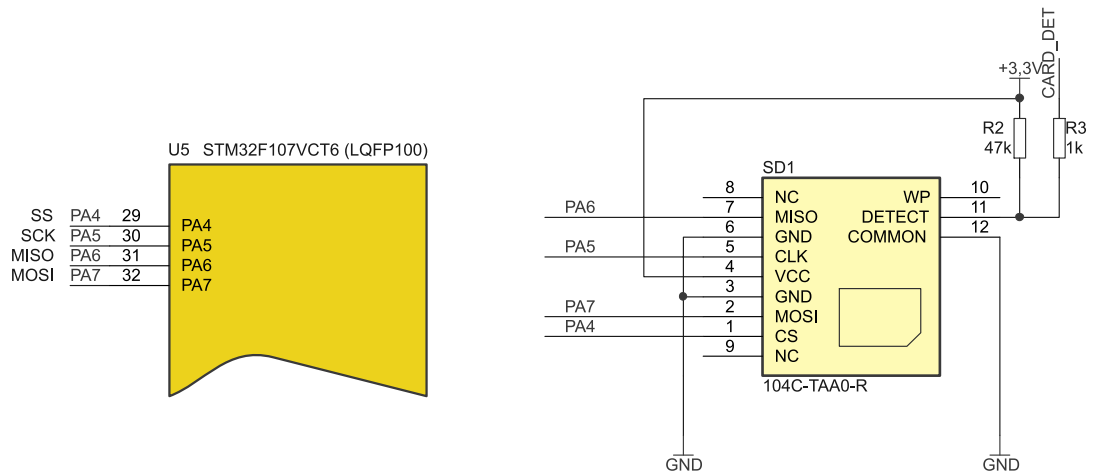 U5 STM32F107VCT6 (LQFP100)
SS PA4 29 PA4
SCK PA5 30 PA5
MISO PA6 31 PA6
MOSI PA7 32 PA7
+3,3V
CARD_DET
R2
47k
R3
1k
SD1
8 NC
PA6 7 MISO
6 GND
PA5 5 CLK
4 VCC
3 GND
PA7 2 MOSI
PA4 1 CS
9 NC
WP 10
DETECT 11
COMMON 12
104C-TAA0-R
GND
GND